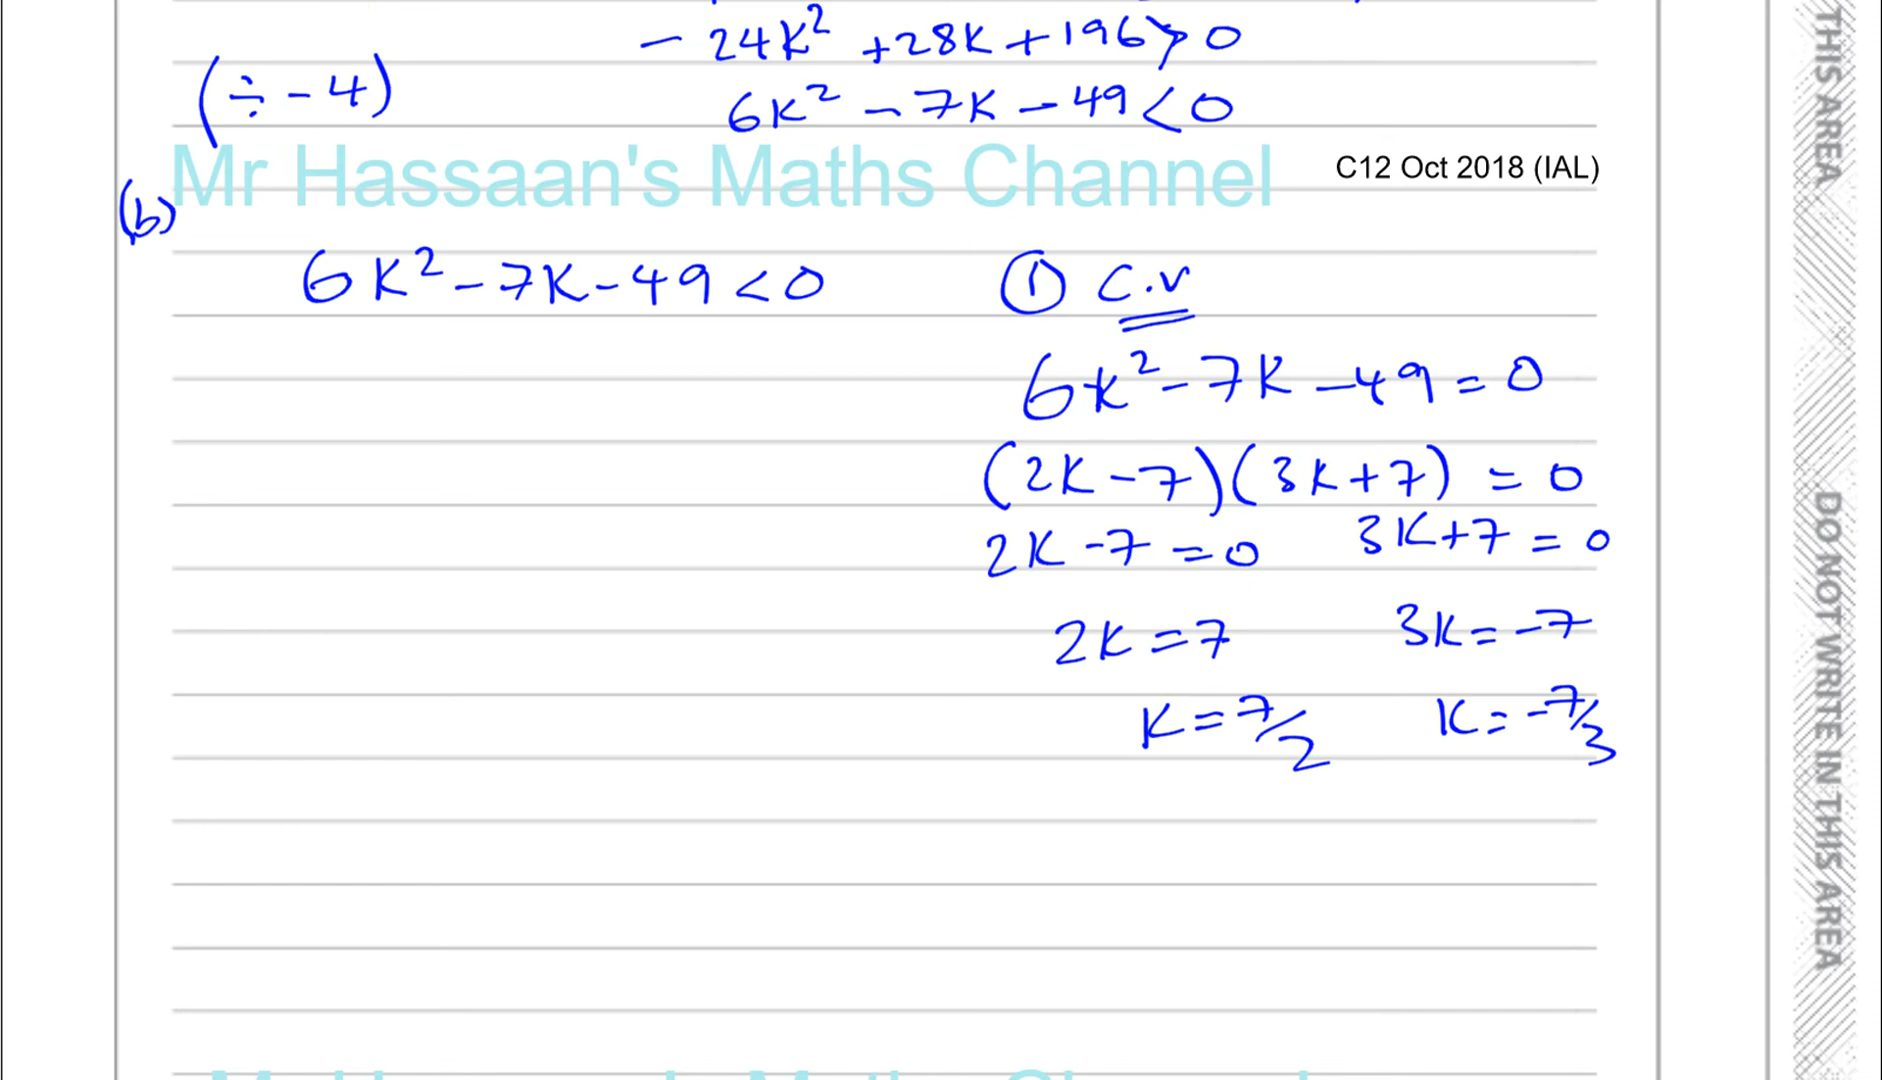 - 24k² + 28k + 196 > 0
(÷ - 4)
6k² - 7k - 49 < 0
Mr Hassaan's Maths Channel
C12 Oct 2018 (IAL)
(b)
6k² - 7k - 49 < 0
① C.V
6k² - 7k - 49 = 0
(2k - 7)(3k + 7) = 0
2k - 7 = 0
3k + 7 = 0
2k = 7
3k = -7
k = 7/2
k = -7/3
THIS AREA
DO NOT WRITE IN THIS AREA